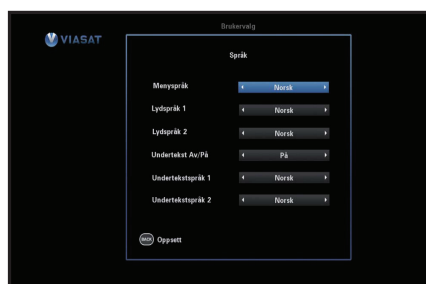 Brukervalg
VIASAT
Språk
Menyspråk Norsk
Lydspråk 1 Norsk
Lydspråk 2 Norsk
Undertekst Av/På På
Undertekstspråk 1 Norsk
Undertekstspråk 2 Norsk
BACK Oppsett